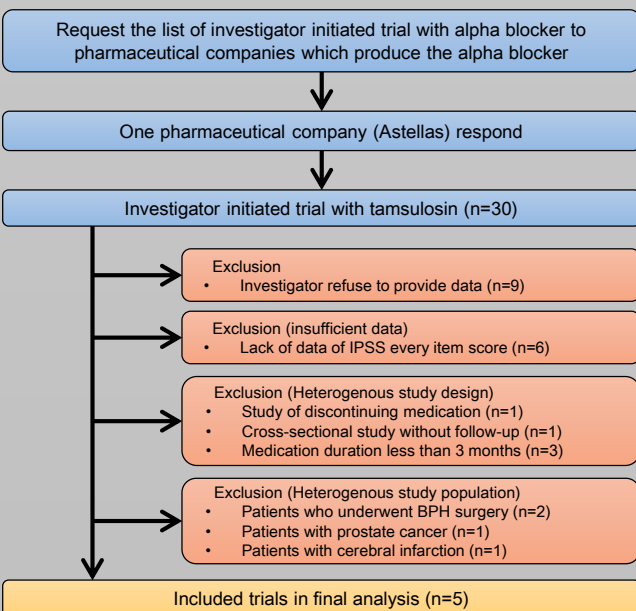 Request the list of investigator initiated trial with alpha blocker to
pharmaceutical companies which produce the alpha blocker
One pharmaceutical company (Astellas) respond
Investigator initiated trial with tamsulosin (n=30)
Exclusion
• Investigator refuse to provide data (n=9)
Exclusion (insufficient data)
• Lack of data of IPSS every item score (n=6)
Exclusion (Heterogenous study design)
• Study of discontinuing medication (n=1)
• Cross-sectional study without follow-up (n=1)
• Medication duration less than 3 months (n=3)
Exclusion (Heterogenous study population)
• Patients who underwent BPH surgery (n=2)
• Patients with prostate cancer (n=1)
• Patients with cerebral infarction (n=1)
Included trials in final analysis (n=5)